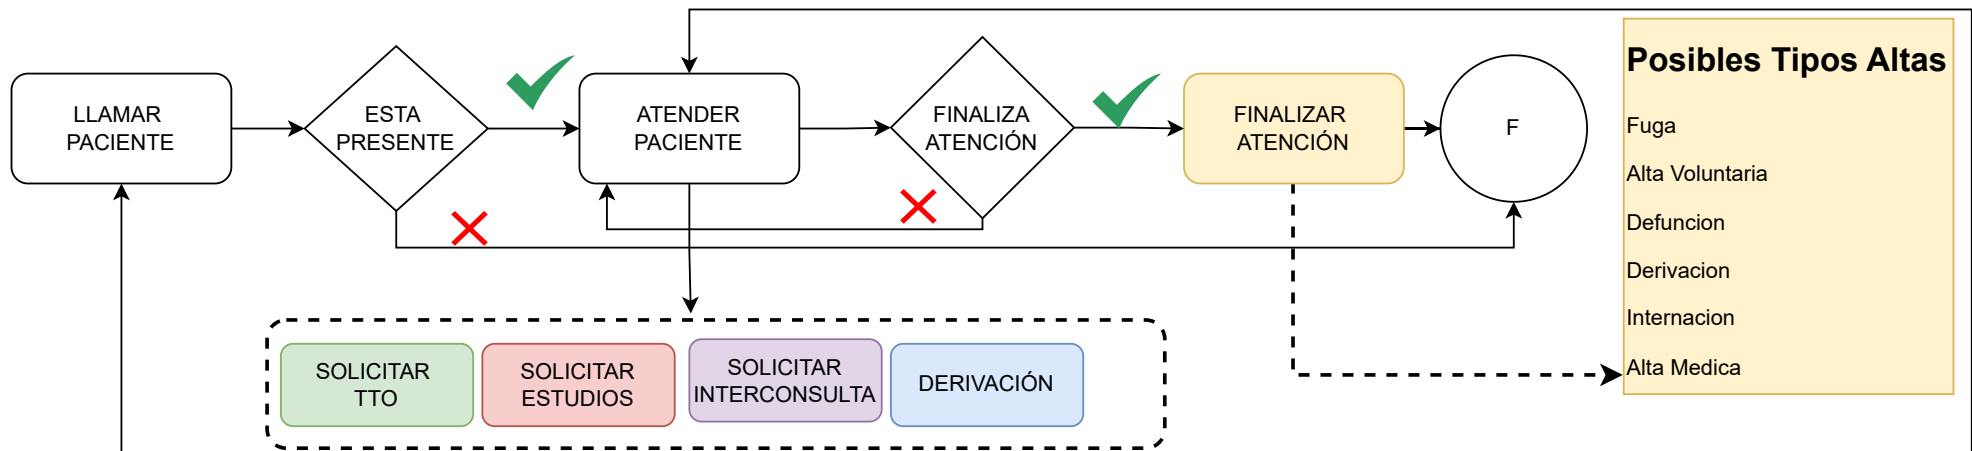 LLAMAR
PACIENTE
ESTA
PRESENTE
ATENDER
PACIENTE
FINALIZA
ATENCIÓN
FINALIZAR
ATENCIÓN
F
Posibles Tipos Altas
Fuga
Alta Voluntaria
Defuncion
Derivacion
Internacion
Alta Medica
SOLICITAR
TTO
SOLICITAR
ESTUDIOS
SOLICITAR
INTERCONSULTA
DERIVACIÓN